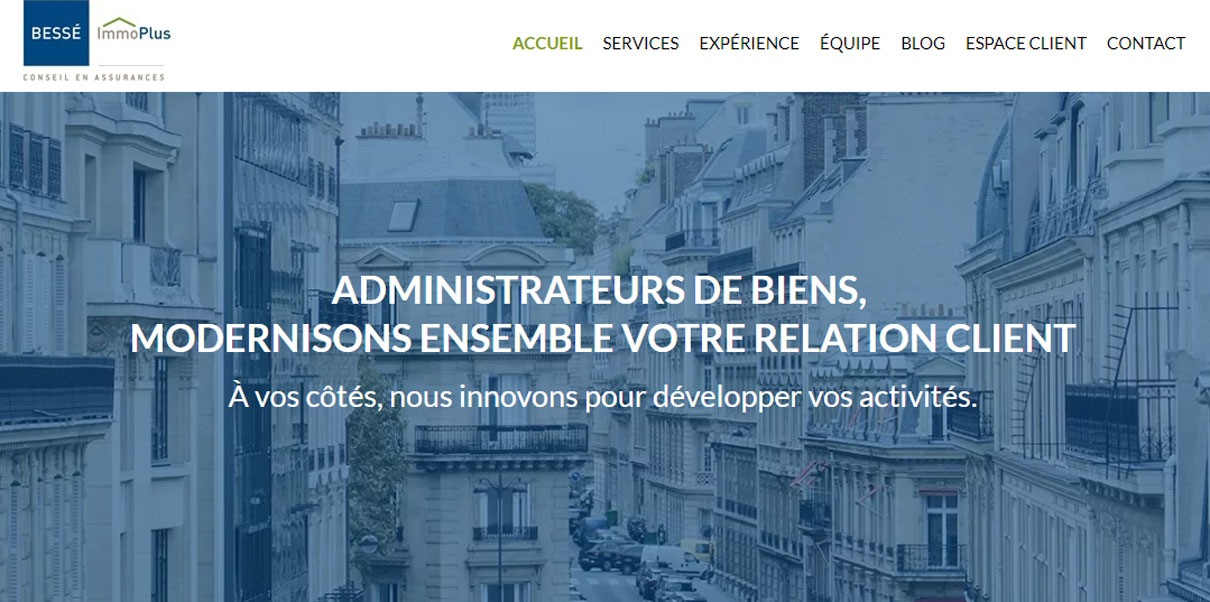 BESSÉ
ImmoPlus
CONSEIL EN ASSURANCES
ACCUEIL SERVICES EXPÉRIENCE ÉQUIPE BLOG ESPACE CLIENT CONTACT
ADMINISTRATEURS DE BIENS,
MODERNISONS ENSEMBLE VOTRE RELATION CLIENT
À vos côtés, nous innovons pour développer vos activités.